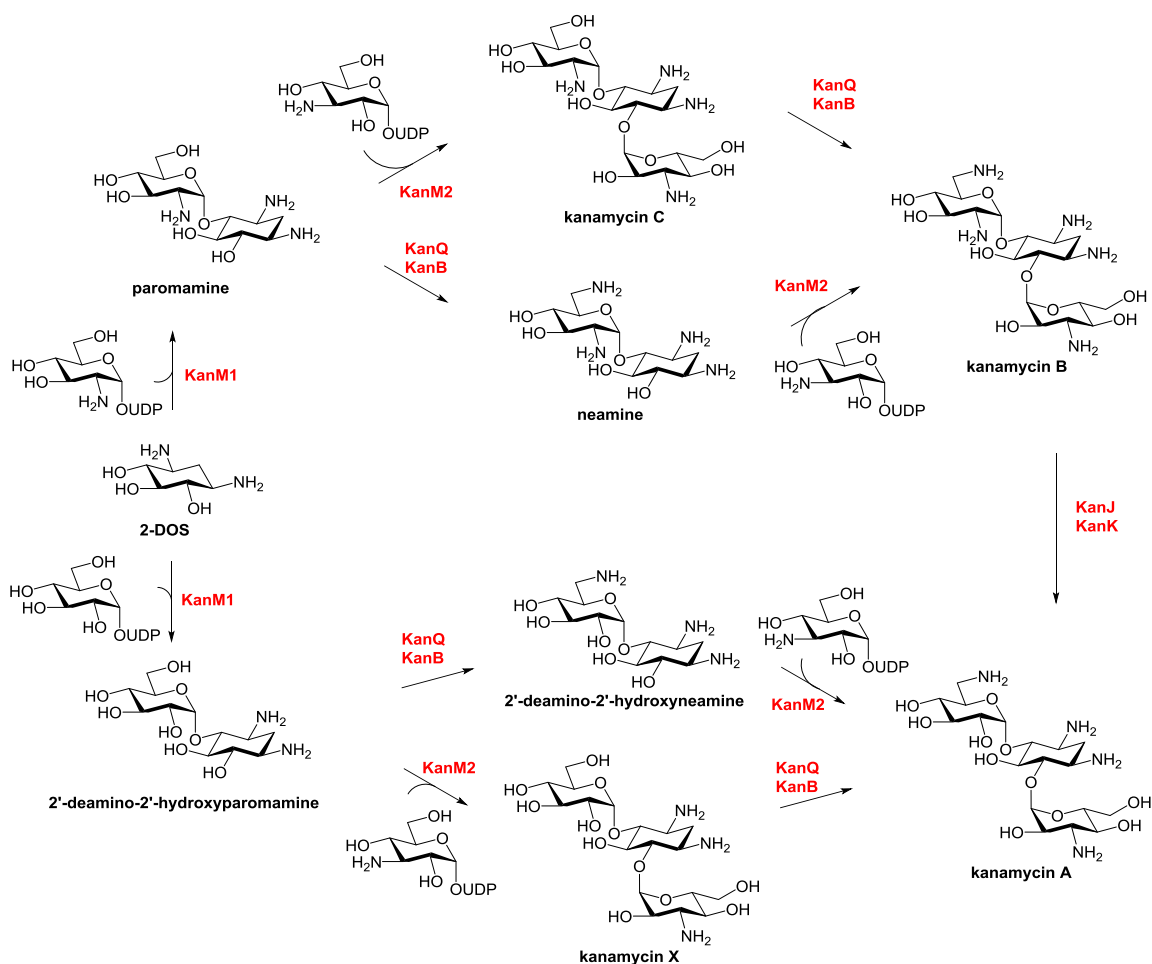 OH
HO
O
H2N
HO
OUDP
KanM2
OH
HO
O
HO
NH2
H2N
O
HO
NH2
O
OH
O
HO
OH
NH2
kanamycin C
KanQ
KanB
OH
HO
O
HO
H2N
NH2
O
HO
NH2
HO
paromamine
KanQ
KanB
NH2
HO
O
HO
NH2
NH2
O
HO
NH2
HO
neamine
KanM2
OH
HO
O
H2N
HO
OUDP
NH2
HO
O
HO
NH2
NH2
O
HO
NH2
O
OH
O
HO
OH
NH2
kanamycin B
OH
HO
O
HO
H2N
OUDP
KanM1
H2N
HO
HO
NH2
OH
2-DOS
KanJ
KanK
OH
HO
O
HO
HO
OUDP
KanM1
OH
HO
O
HO
HO
NH2
O
HO
NH2
OH
2'-deamino-2'-hydroxyparomamine
KanQ
KanB
NH2
HO
O
HO
HO
NH2
O
HO
NH2
OH
2'-deamino-2'-hydroxyneamine
OH
HO
O
H2N
HO
OUDP
KanM2
KanM2
OH
HO
O
H2N
HO
OUDP
OH
HO
O
HO
HO
NH2
O
HO
NH2
O
OH
O
HO
OH
NH2
kanamycin X
KanQ
KanB
NH2
HO
O
HO
HO
NH2
O
HO
NH2
O
OH
O
HO
OH
NH2
kanamycin A